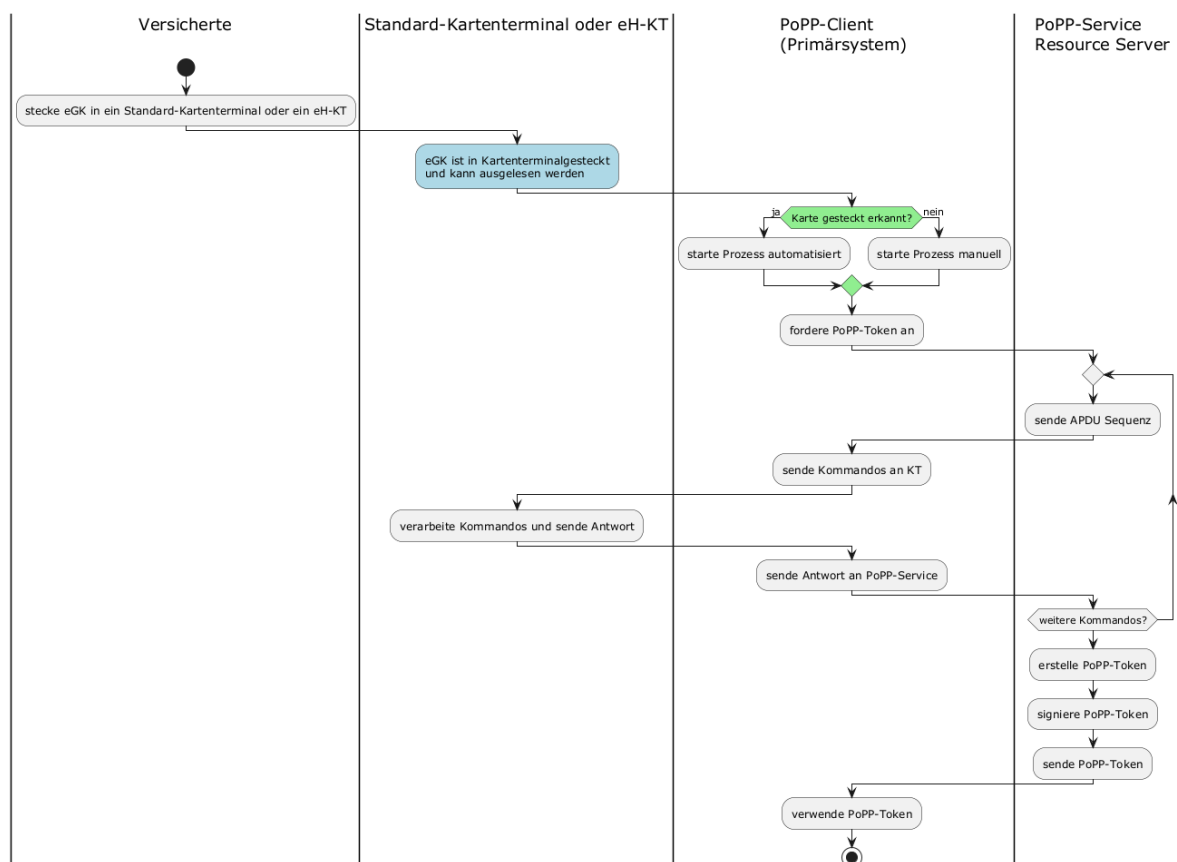 Versicherte
Standard-Kartenterminal oder eH-KT
PoPP-Client
(Primärsystem)
PoPP-Service
Resource Server
stecke eGK in ein Standard-Kartenterminal oder ein eH-KT
eGK ist in Kartenterminalgesteckt
und kann ausgelesen werden
ja
Karte gesteckt erkannt?
nein
starte Prozess automatisiert
starte Prozess manuell
fordere PoPP-Token an
sende APDU Sequenz
sende Kommandos an KT
verarbeite Kommandos und sende Antwort
sende Antwort an PoPP-Service
weitere Kommandos?
erstelle PoPP-Token
signiere PoPP-Token
sende PoPP-Token
verwende PoPP-Token